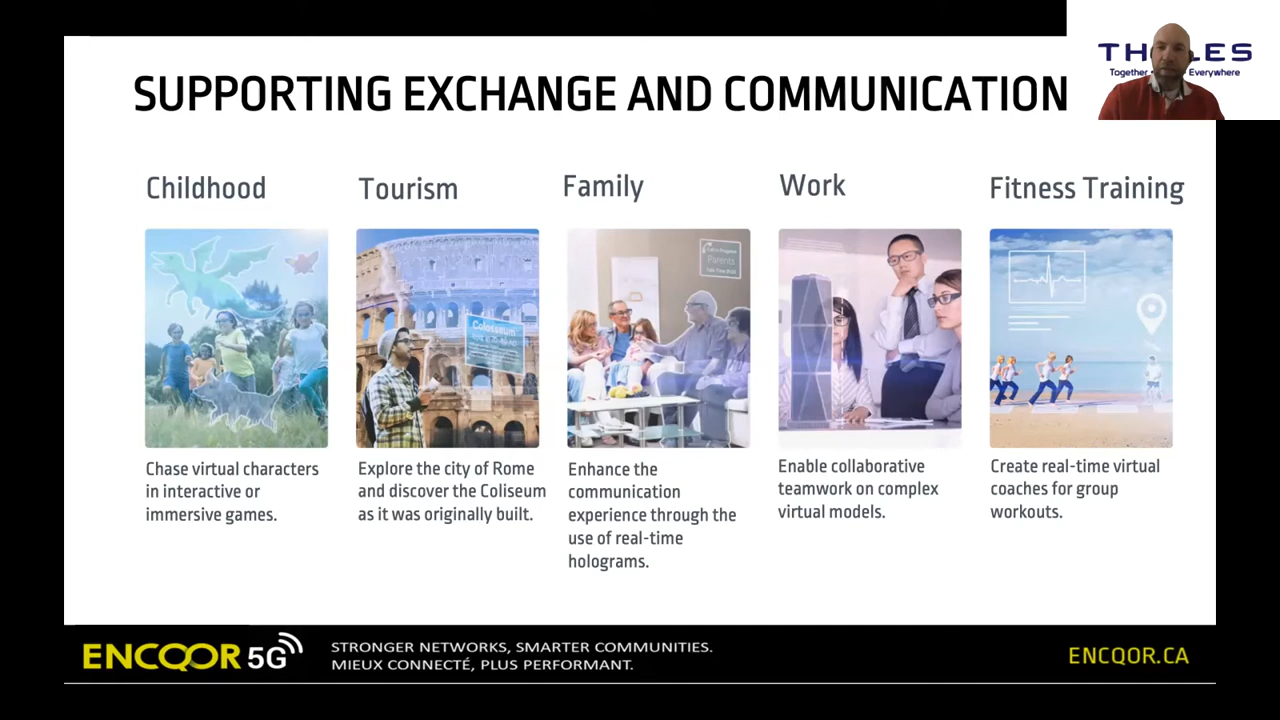 SUPPORTING EXCHANGE AND COMMUNICATION
Together Everywhere
Childhood
Tourism
Family
Work
Fitness Training
Colosseum
Parents
Chase virtual characters
in interactive or
immersive games.
Explore the city of Rome
and discover the Coliseum
as it was originally built.
Enhance the
communication
experience through the
use of real-time
holograms.
Enable collaborative
teamwork on complex
virtual models.
Create real-time virtual
coaches for group
workouts.
ENCQOR 5G
STRONGER NETWORKS, SMARTER COMMUNITIES.
MIEUX CONNECTÉ, PLUS PERFORMANT.
ENCQOR.CA